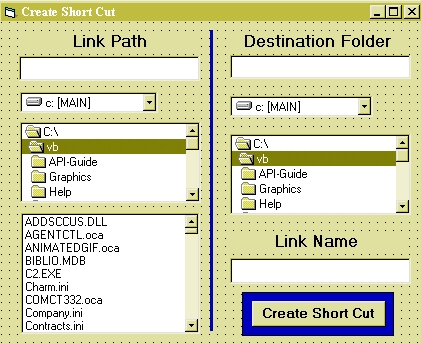 Create Short Cut
Link Path
c: [MAIN]
C:\
vb
API-Guide
Graphics
Help
ADDSCCUS.DLL
AGENTCTL.oca
ANIMATEDGIF.oca
BIBLIO.MDB
C2.EXE
Charm.ini
COMCT332.oca
Company.ini
Contracts.ini
Destination Folder
c: [MAIN]
C:\
vb
API-Guide
Graphics
Help
Link Name
Create Short Cut